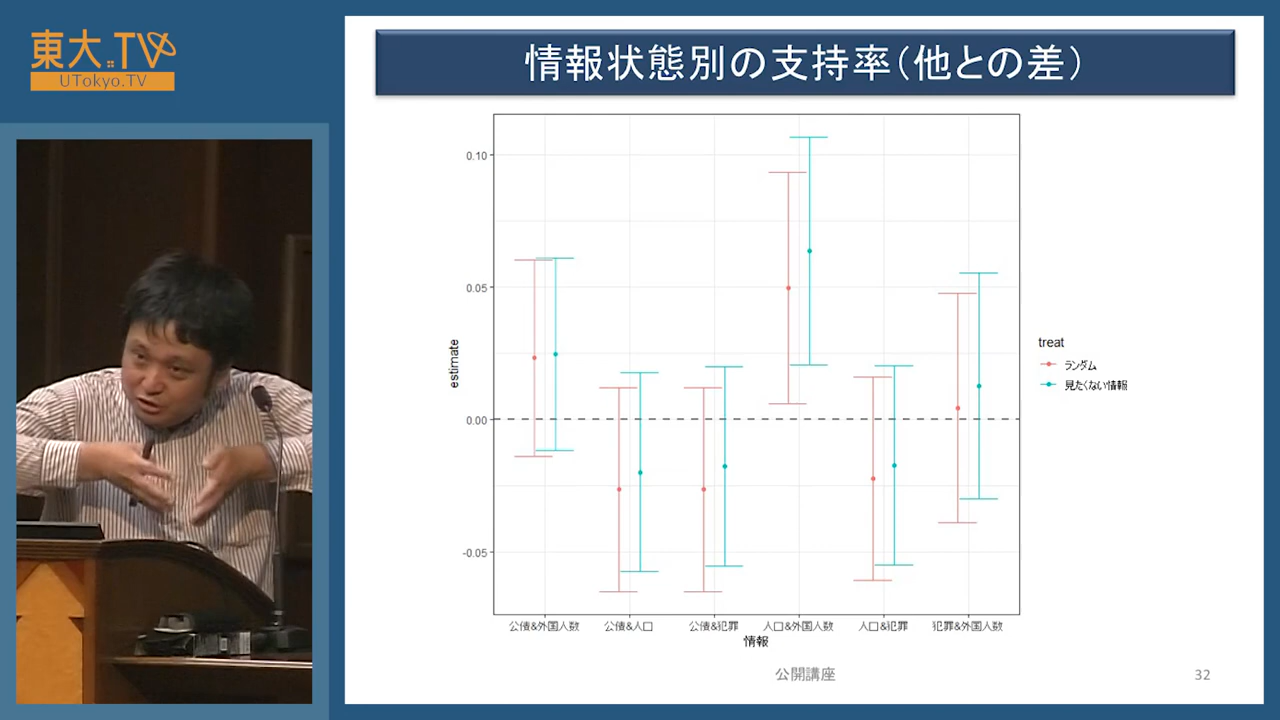 東大.TV
UTokyo.TV
情報状態別の支持率（他との差）
0.10
0.05
0.00
-0.05
estimate
公債&外国人数 公債&人口 公債&犯罪 人口&外国人数 人口&犯罪 犯罪&外国人数
情報
treat
ランダム
見たくない情報
公開講座
32